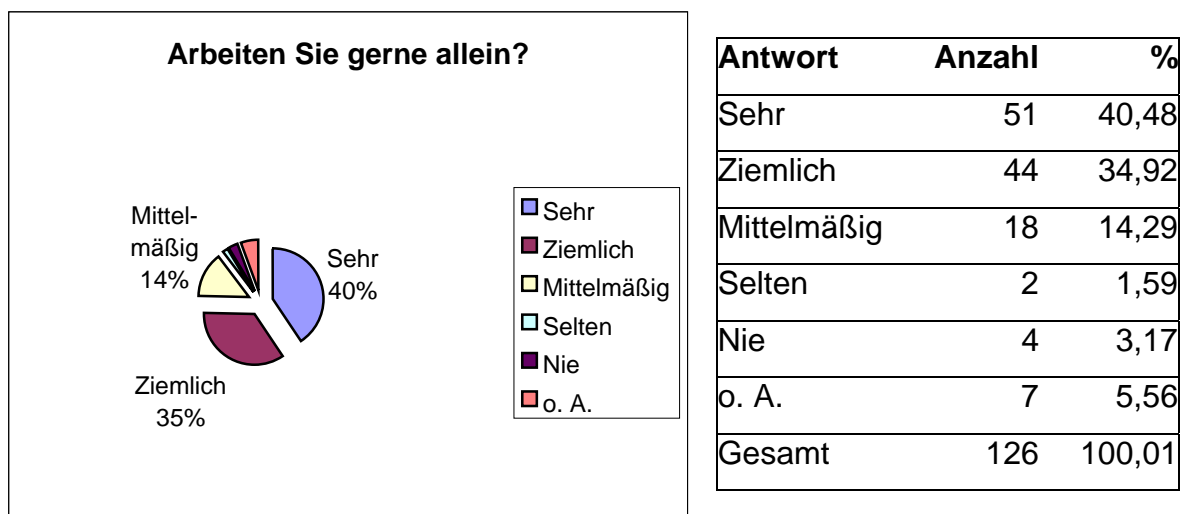 Arbeiten Sie gerne allein?
Mittel-
mäßig
14%
Sehr
40%
Ziemlich
35%
Sehr
Ziemlich
Mittelmäßig
Selten
Nie
o. A.
Antwort Anzahl %
Sehr 51 40,48
Ziemlich 44 34,92
Mittelmäßig 18 14,29
Selten 2 1,59
Nie 4 3,17
o. A. 7 5,56
Gesamt 126 100,01